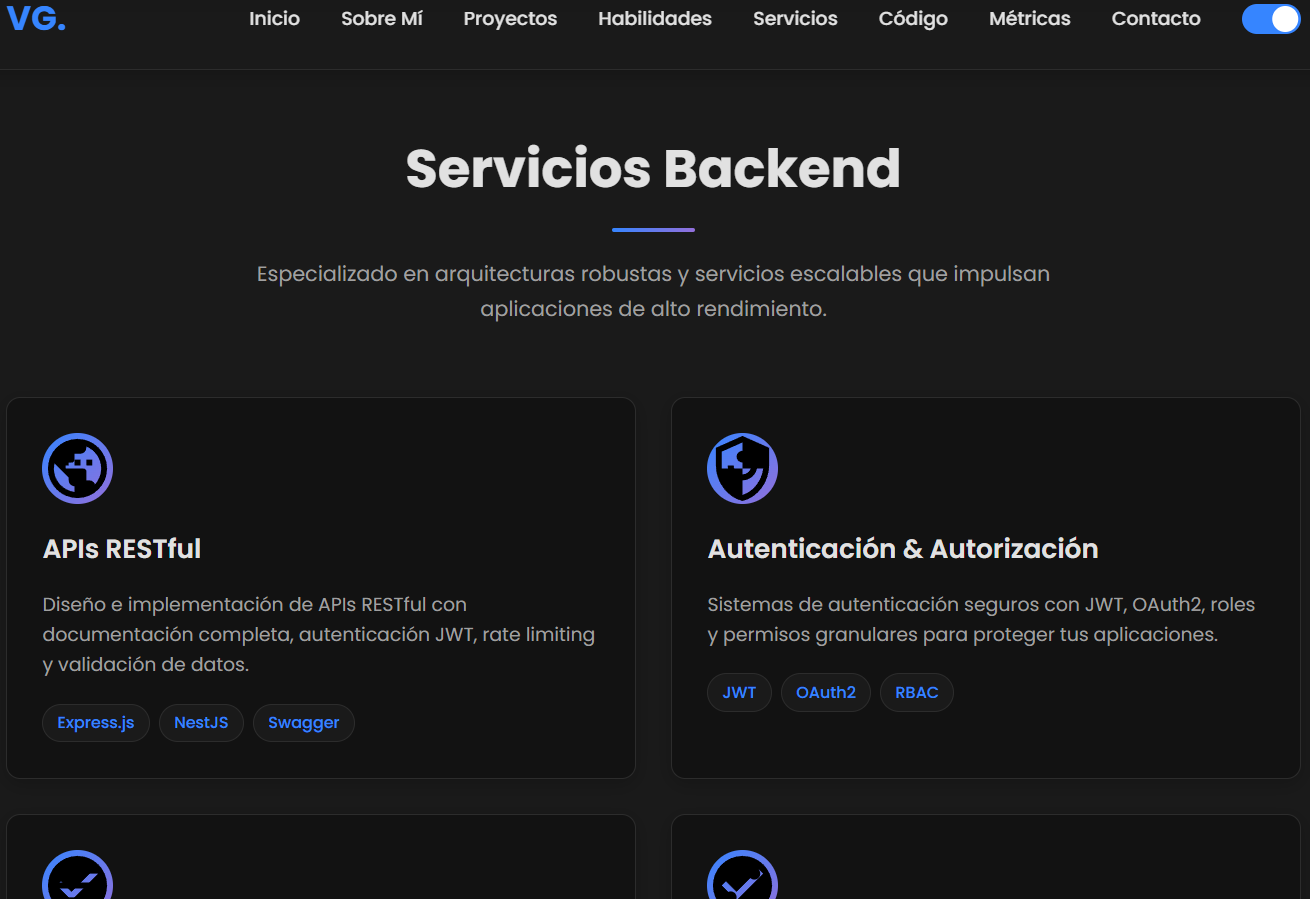 VG.
Inicio Sobre Mí Proyectos Habilidades Servicios Código Métricas Contacto
Servicios Backend
Especializado en arquitecturas robustas y servicios escalables que impulsan
aplicaciones de alto rendimiento.
APIs RESTful
Diseño e implementación de APIs RESTful con
documentación completa, autenticación JWT, rate limiting
y validación de datos.
Express.js NestJS Swagger
Autenticación & Autorización
Sistemas de autenticación seguros con JWT, OAuth2, roles
y permisos granulares para proteger tus aplicaciones.
JWT OAuth2 RBAC